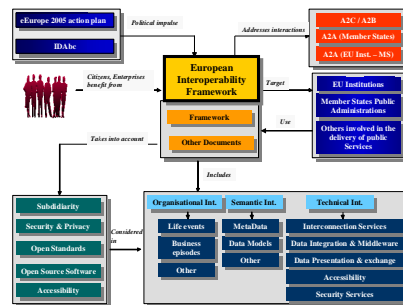 eEurope 2005 action plan
IDAbc
Political impulse
European
Interoperability
Framework
Framework
Other Documents
Addresses interactions
A2C / A2B
A2A (Member States)
A2A (EU Inst. – MS)
Citizens, Enterprises
benefit from
Target
EU Institutions
Member States Public
Administrations
Others involved in the
delivery of public
Services
Use
Takes into account
Includes
Subdidiarity
Security & Privacy
Open Standards
Open Source Software
Accessibility
Considered
in
Organisational Int.
Life events
Business
episodes
Other
Semantic Int.
MetaData
Data Models
Other
Technical Int.
Interconnection Services
Data Integration & Middleware
Data Presentation & exchange
Accessibility
Security Services